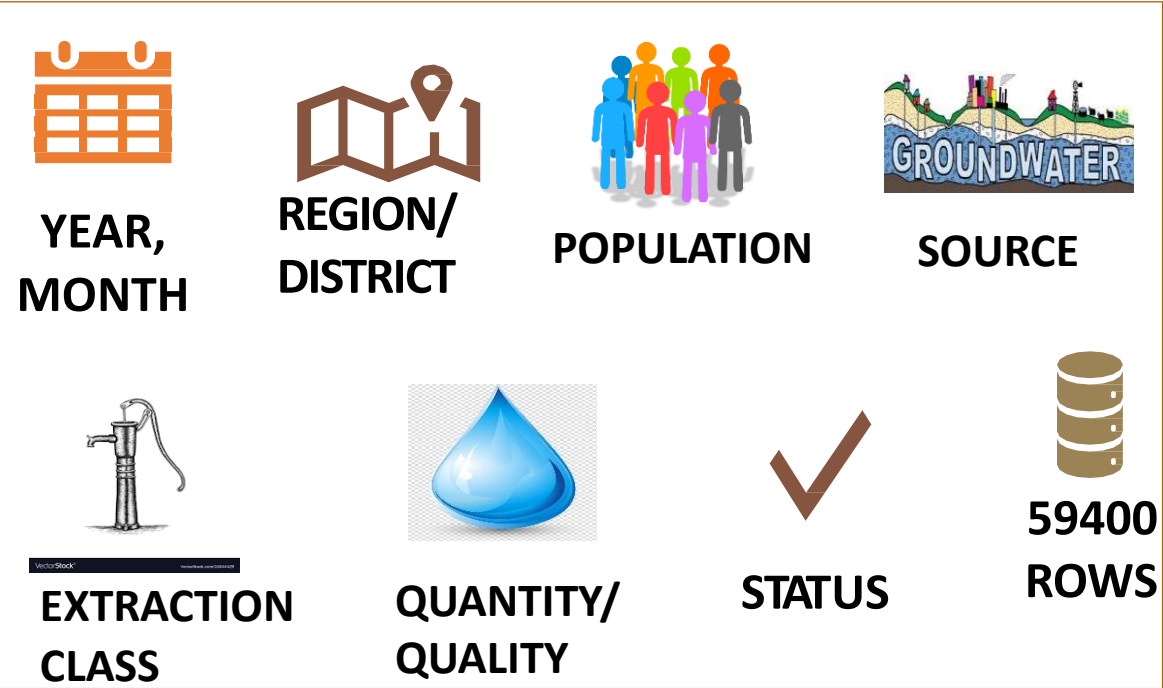 GROUNDWATER
YEAR,
MONTH
REGION/
DISTRICT
POPULATION
SOURCE
VectorStock®
EXTRACTION
CLASS
QUANTITY/
QUALITY
STATUS
59400
ROWS